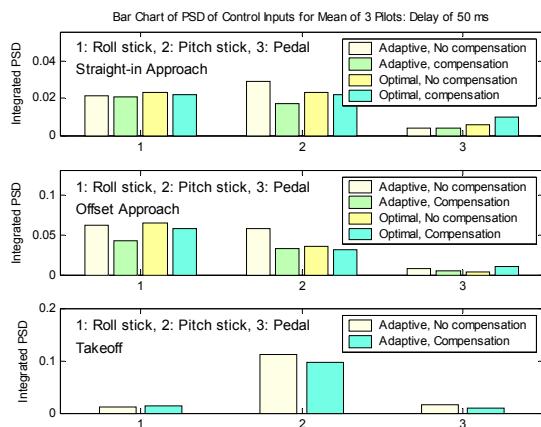 Bar Chart of PSD of Control Inputs for Mean of 3 Pilots: Delay of 50 ms
1: Roll stick, 2: Pitch stick, 3: Pedal
Straight-in Approach
Adaptive, No compensation
Adaptive, compensation
Optimal, No compensation
Optimal, compensation
Integrated PSD
0.04
0.02
0
1 2 3
1: Roll stick, 2: Pitch stick, 3: Pedal
Offset Approach
Adaptive, No compensation
Adaptive, Compensation
Optimal, No compensation
Optimal, Compensation
Integrated PSD
0.1
0.05
0
1 2 3
1: Roll stick, 2: Pitch stick, 3: Pedal
Takeoff
Adaptive, No compensation
Adaptive, Compensation
Integrated PSD
0.2
0.1
0
1 2 3